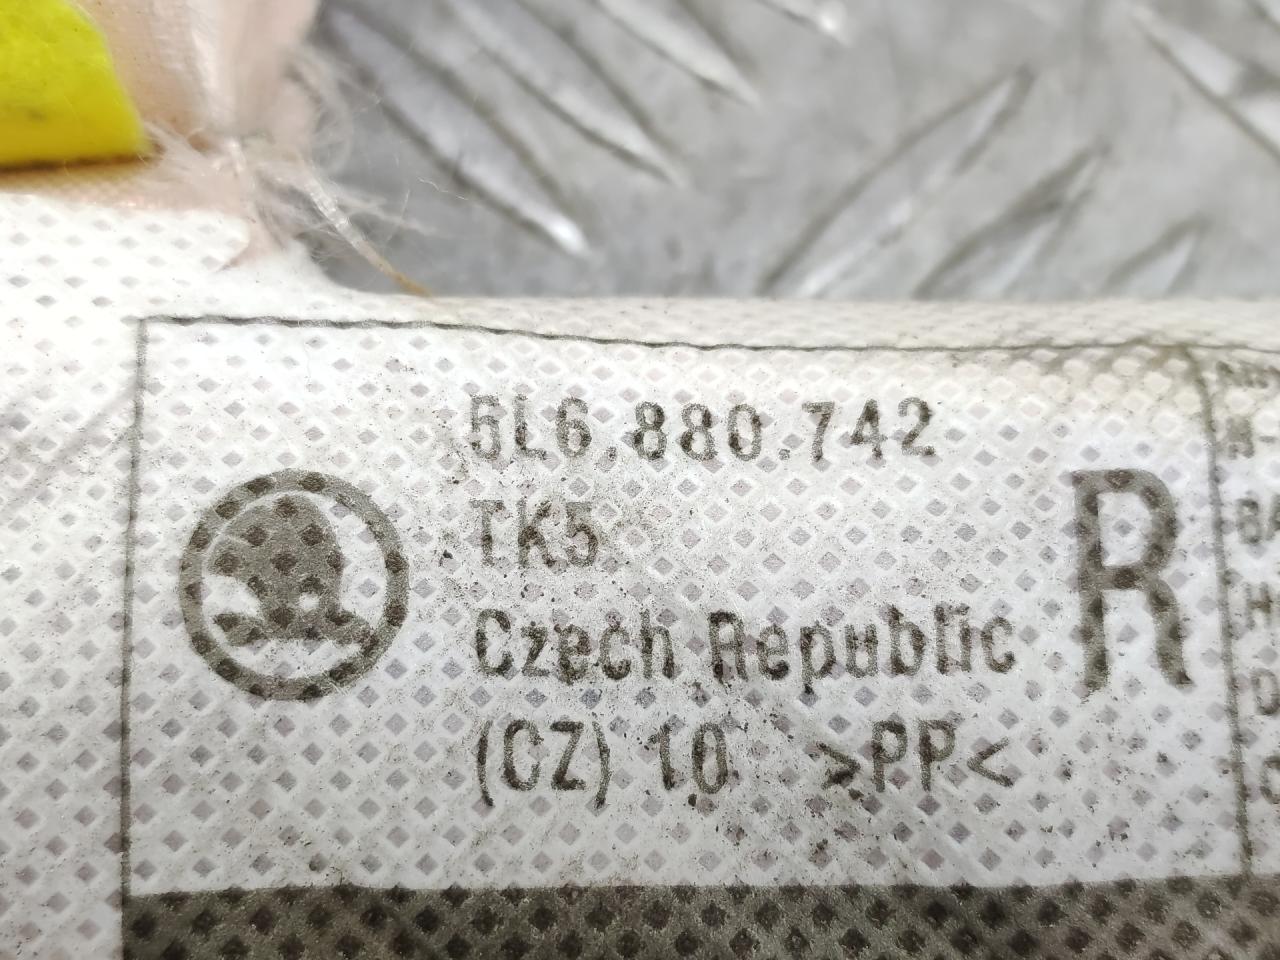 5L6.880.742
TK5
R
Czech Republic
(CZ) 10 >PP<